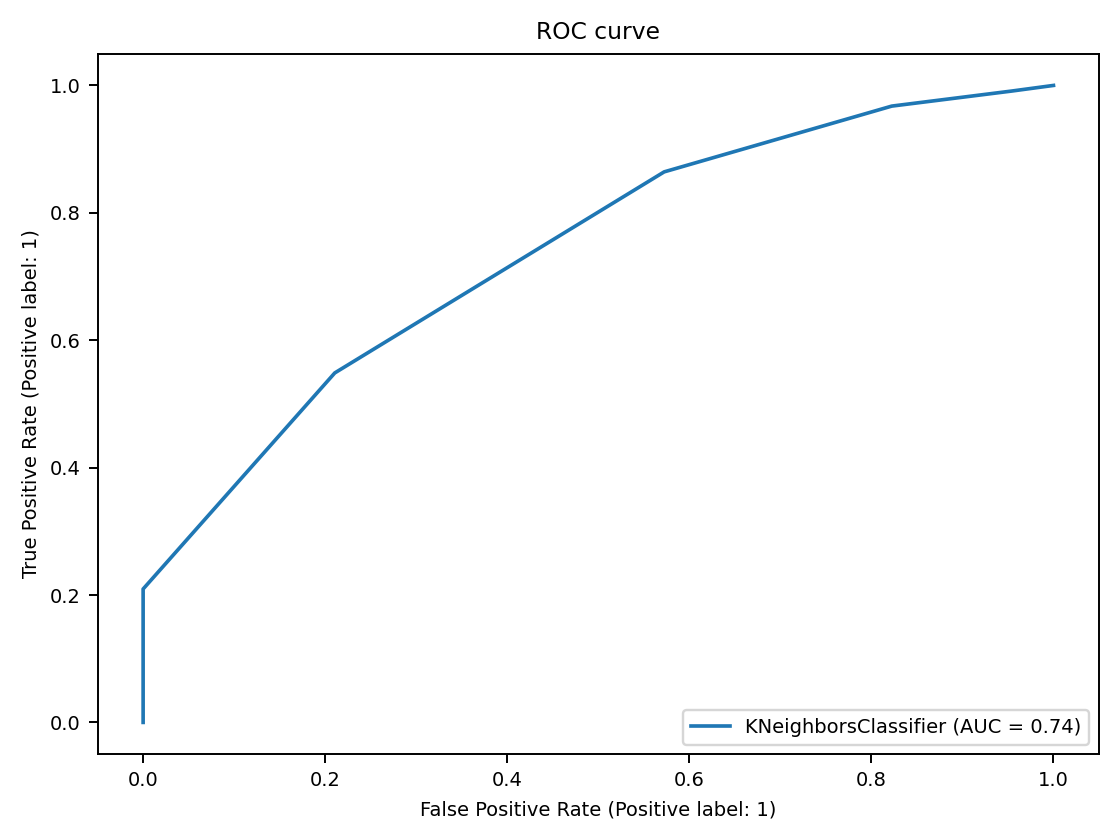 ROC curve
True Positive Rate (Positive label: 1)
1.0
0.8
0.6
0.4
0.2
0.0
KNeighborsClassifier (AUC = 0.74)
0.0 0.2 0.4 0.6 0.8 1.0
False Positive Rate (Positive label: 1)